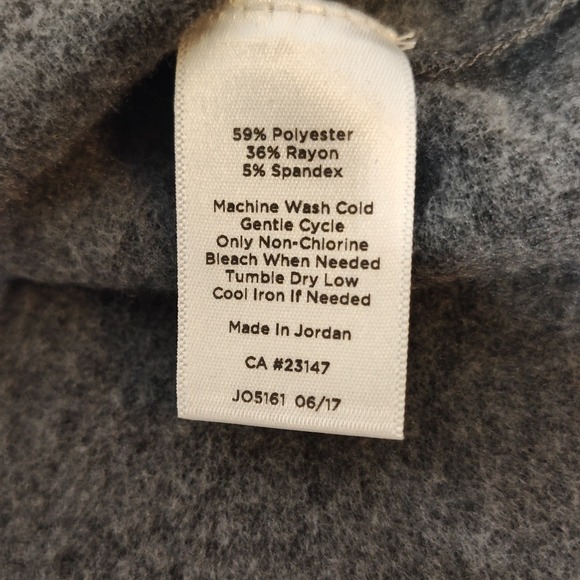 59% Polyester
36% Rayon
5% Spandex
Machine Wash Cold
Gentle Cycle
Only Non-Chlorine
Bleach When Needed
Tumble Dry Low
Cool Iron If Needed
Made In Jordan
CA #23147
JO5161 06/17